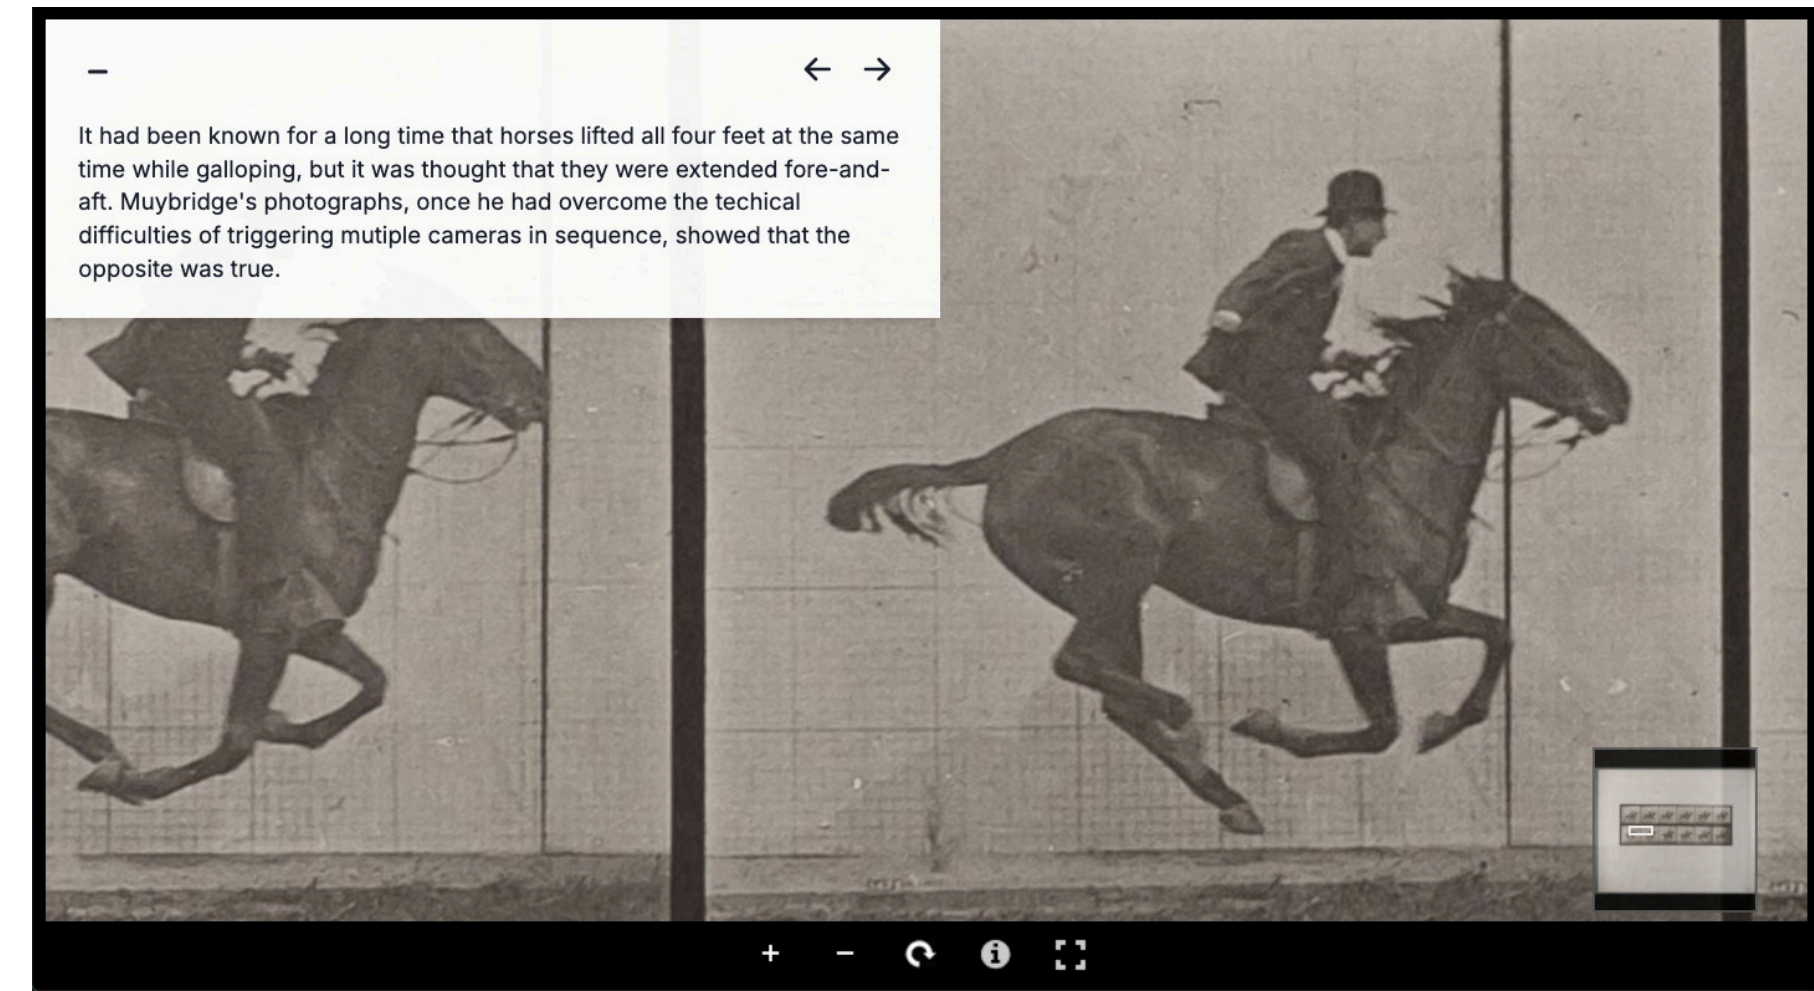 It had been known for a long time that horses lifted all four feet at the same
time while galloping, but it was thought that they were extended fore-and-
aft. Muybridge's photographs, once he had overcome the techical
difficulties of triggering mutiple cameras in sequence, showed that the
opposite was true.